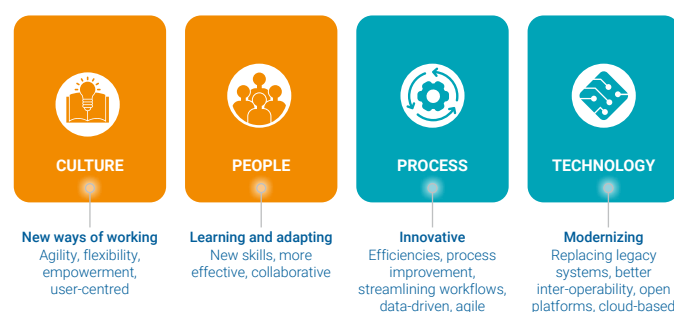 CULTURE
New ways of working
Agility, flexibility,
empowerment,
user-centred
PEOPLE
Learning and adapting
New skills, more
effective, collaborative
PROCESS
Innovative
Efficiencies, process
improvement,
streamlining workflows,
data-driven, agile
TECHNOLOGY
Modernizing
Replacing legacy
systems, better
inter-operability, open
platforms, cloud-based